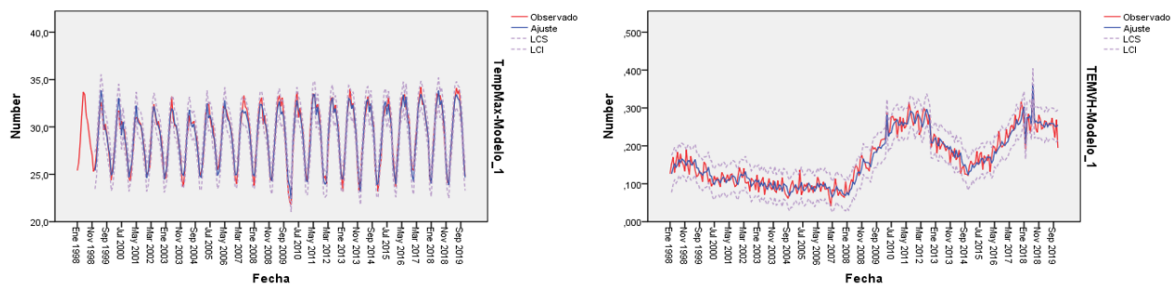 40,0
35,0
30,0
25,0
20,0
Number
Ene 1998
Nov 1998
Sep 1999
Jul 2000
May 2001
Mar 2002
Ene 2003
Nov 2003
Sep 2004
Jul 2005
May 2006
Mar 2007
Ene 2008
Nov 2008
Sep 2009
Jul 2010
May 2011
Mar 2012
Ene 2013
Nov 2013
Sep 2014
Jul 2015
May 2016
Mar 2017
Ene 2018
Nov 2018
Sep 2019
Fecha
TempMax-Modelo_1
Observado
Ajuste
LCS
LCI
,500
,400
,300
,200
,100
,000
Number
Ene 1998
Nov 1998
Sep 1999
Jul 2000
May 2001
Mar 2002
Ene 2003
Nov 2003
Sep 2004
Jul 2005
May 2006
Mar 2007
Ene 2008
Nov 2008
Sep 2009
Jul 2010
May 2011
Mar 2012
Ene 2013
Nov 2013
Sep 2014
Jul 2015
May 2016
Mar 2017
Ene 2018
Nov 2018
Sep 2019
Fecha
TEMVH-Modelo_1
Observado
Ajuste
LCS
LCI